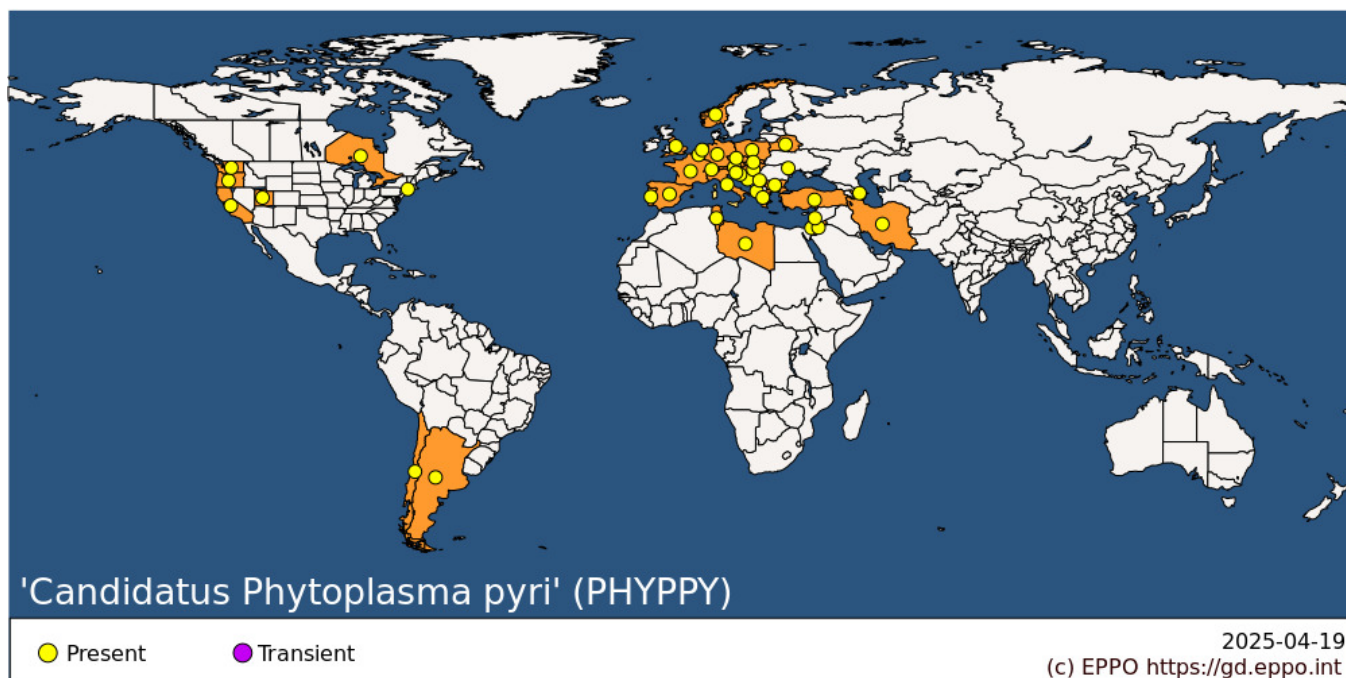 'Candidatus Phytoplasma pyri' (PHYPPY)
Present
Transient
2025-04-19
(c) EPPO https://gd.eppo.int